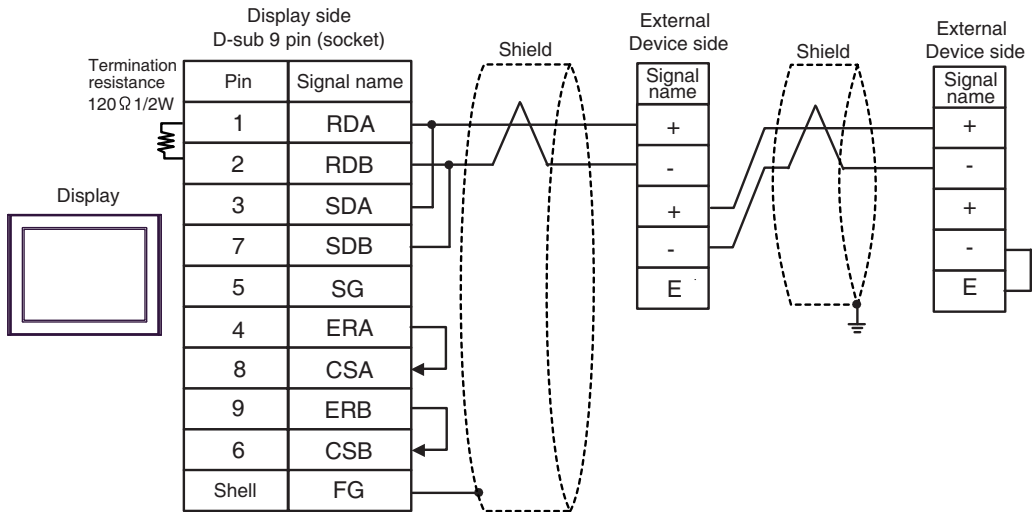 Display side
D-sub 9 pin (socket)
Termination
resistance
120Ω 1/2W
Display
Pin Signal name
1 RDA
2 RDB
3 SDA
7 SDB
5 SG
4 ERA
8 CSA
9 ERB
6 CSB
Shell FG
Shield
External
Device side
Signal
name
+
-
+
-
E
Shield
External
Device side
Signal
name
+
-
+
-
E